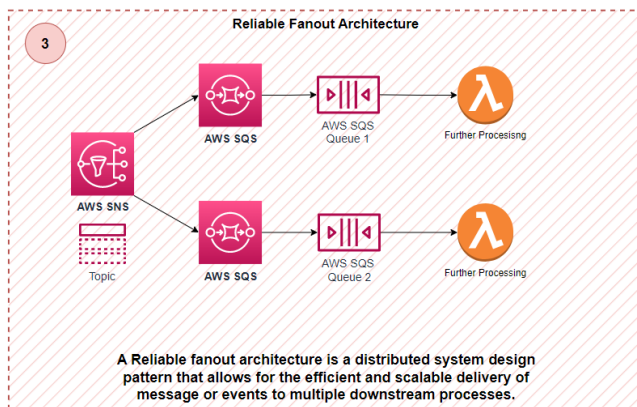 Reliable Fanout Architecture
3
AWS SQS
AWS SQS
Queue 1
Further Procesisng
AWS SNS
Topic
AWS SQS
AWS SQS
Queue 2
Further Processing
A Reliable fanout architecture is a distributed system design
pattern that allows for the efficient and scalable delivery of
message or events to multiple downstream processes.